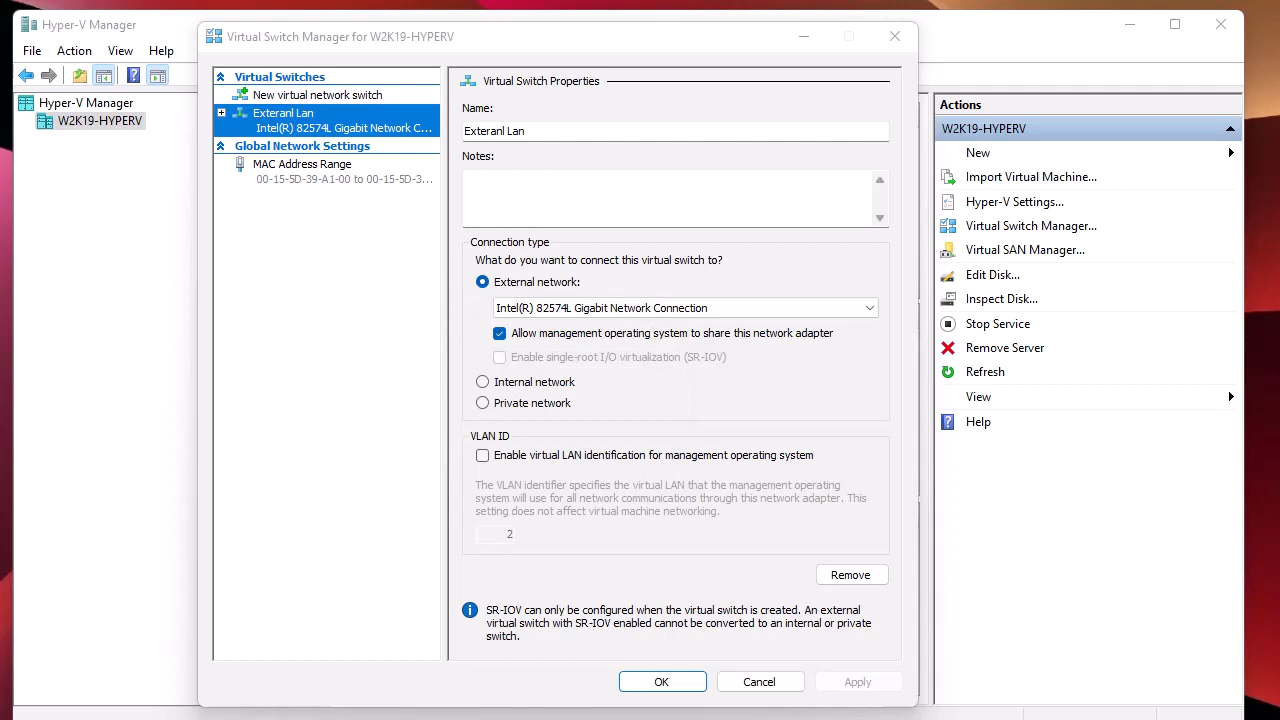 Hyper-V Manager
File Action View Help
Hyper-V Manager
W2K19-HYPERV
Virtual Switch Manager for W2K19-HYPERV
Virtual Switches
New virtual network switch
Exteranl Lan
Intel(R) 82574L Gigabit Network C...
Global Network Settings
MAC Address Range
00-15-5D-39-A1-00 to 00-15-5D-3...
Virtual Switch Properties
Name:
Exteranl Lan
Notes:
Connection type
What do you want to connect this virtual switch to?
External network:
Intel(R) 82574L Gigabit Network Connection
Allow management operating system to share this network adapter
Enable single-root I/O virtualization (SR-IOV)
Internal network
Private network
VLAN ID
Enable virtual LAN identification for management operating system
The VLAN identifier specifies the virtual LAN that the management operating
system will use for all network communications through this network adapter. This
setting does not affect virtual machine networking.
2
Remove
SR-IOV can only be configured when the virtual switch is created. An external
virtual switch with SR-IOV enabled cannot be converted to an internal or private
switch.
OK Cancel Apply
Actions
W2K19-HYPERV
New
Import Virtual Machine...
Hyper-V Settings...
Virtual Switch Manager...
Virtual SAN Manager...
Edit Disk...
Inspect Disk...
Stop Service
Remove Server
Refresh
View
Help